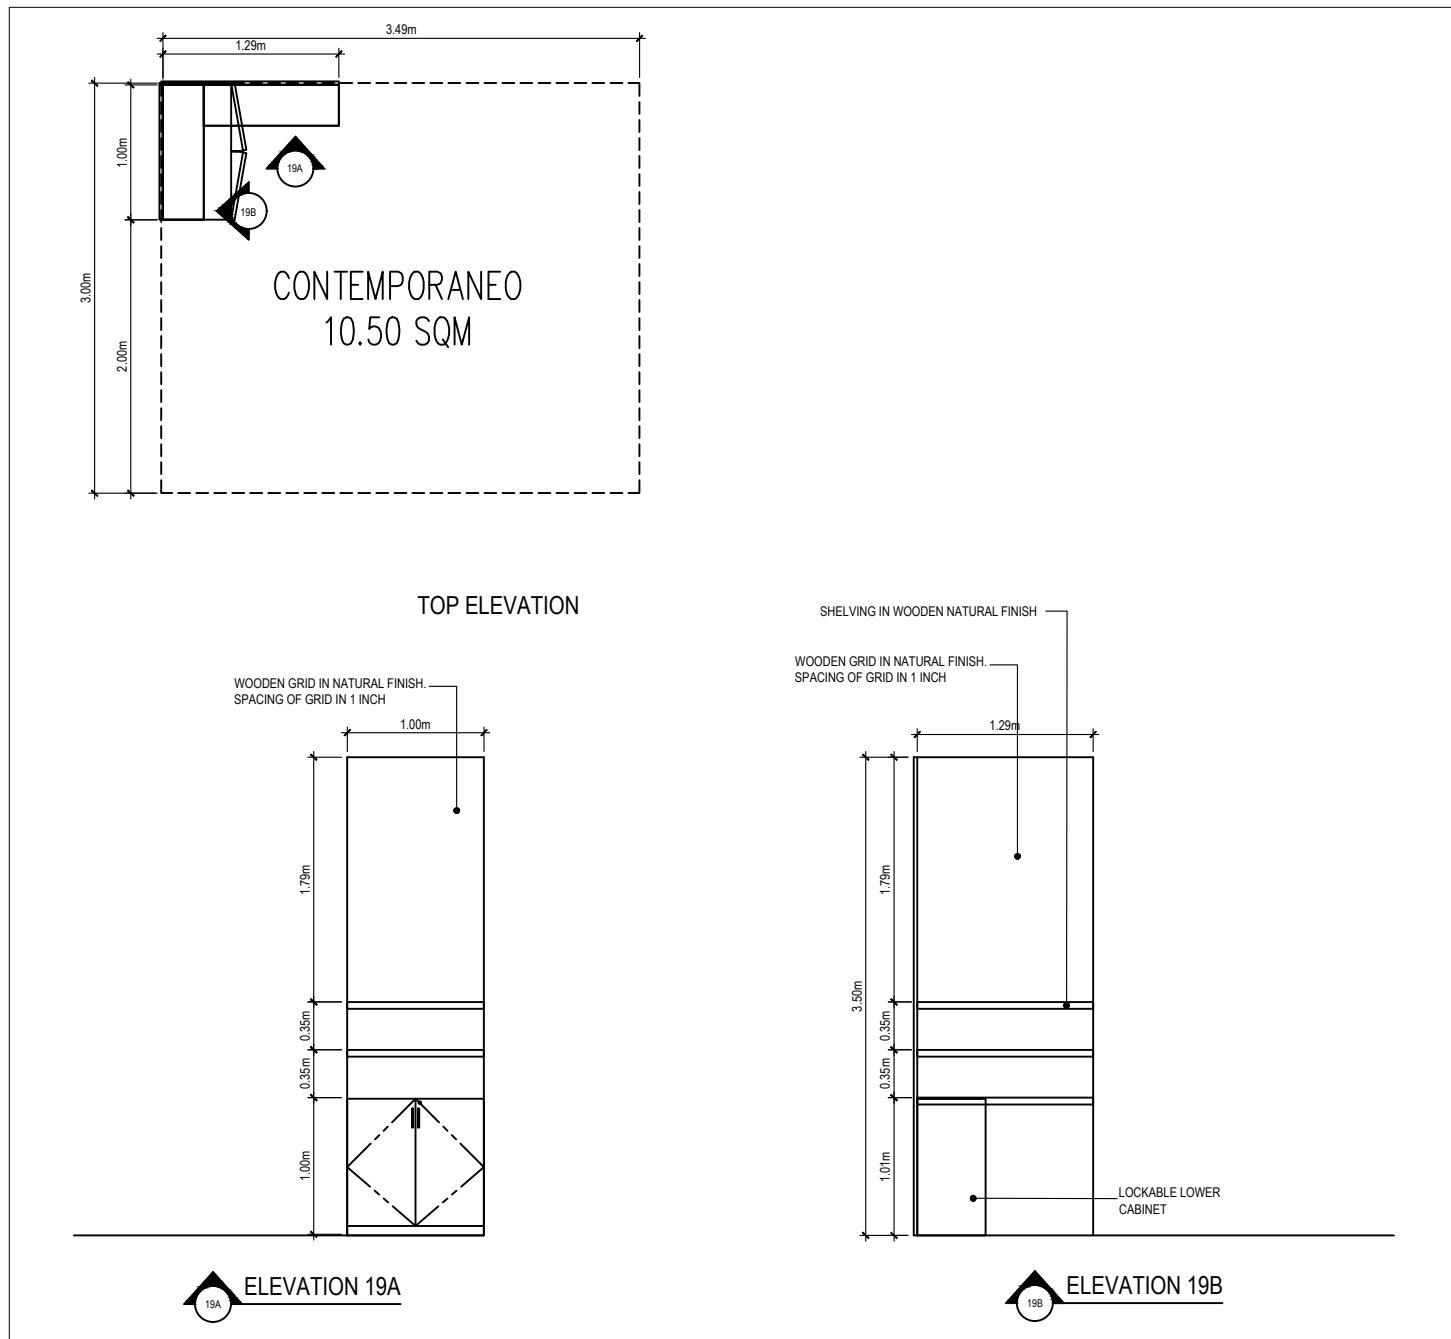 3.49m
1.29m
1.00m
3.00m
2.00m
19A
19B
CONTEMPORANEO
10.50 SQM
TOP ELEVATION
WOODEN GRID IN NATURAL FINISH.
SPACING OF GRID IN 1 INCH
1.00m
1.79m
0.35m
0.35m
1.00m
19A
ELEVATION 19A
SHELVING IN WOODEN NATURAL FINISH
WOODEN GRID IN NATURAL FINISH.
SPACING OF GRID IN 1 INCH
1.29m
3.50m
1.79m
0.35m
0.35m
1.01m
LOCKABLE LOWER
CABINET
19B
ELEVATION 19B